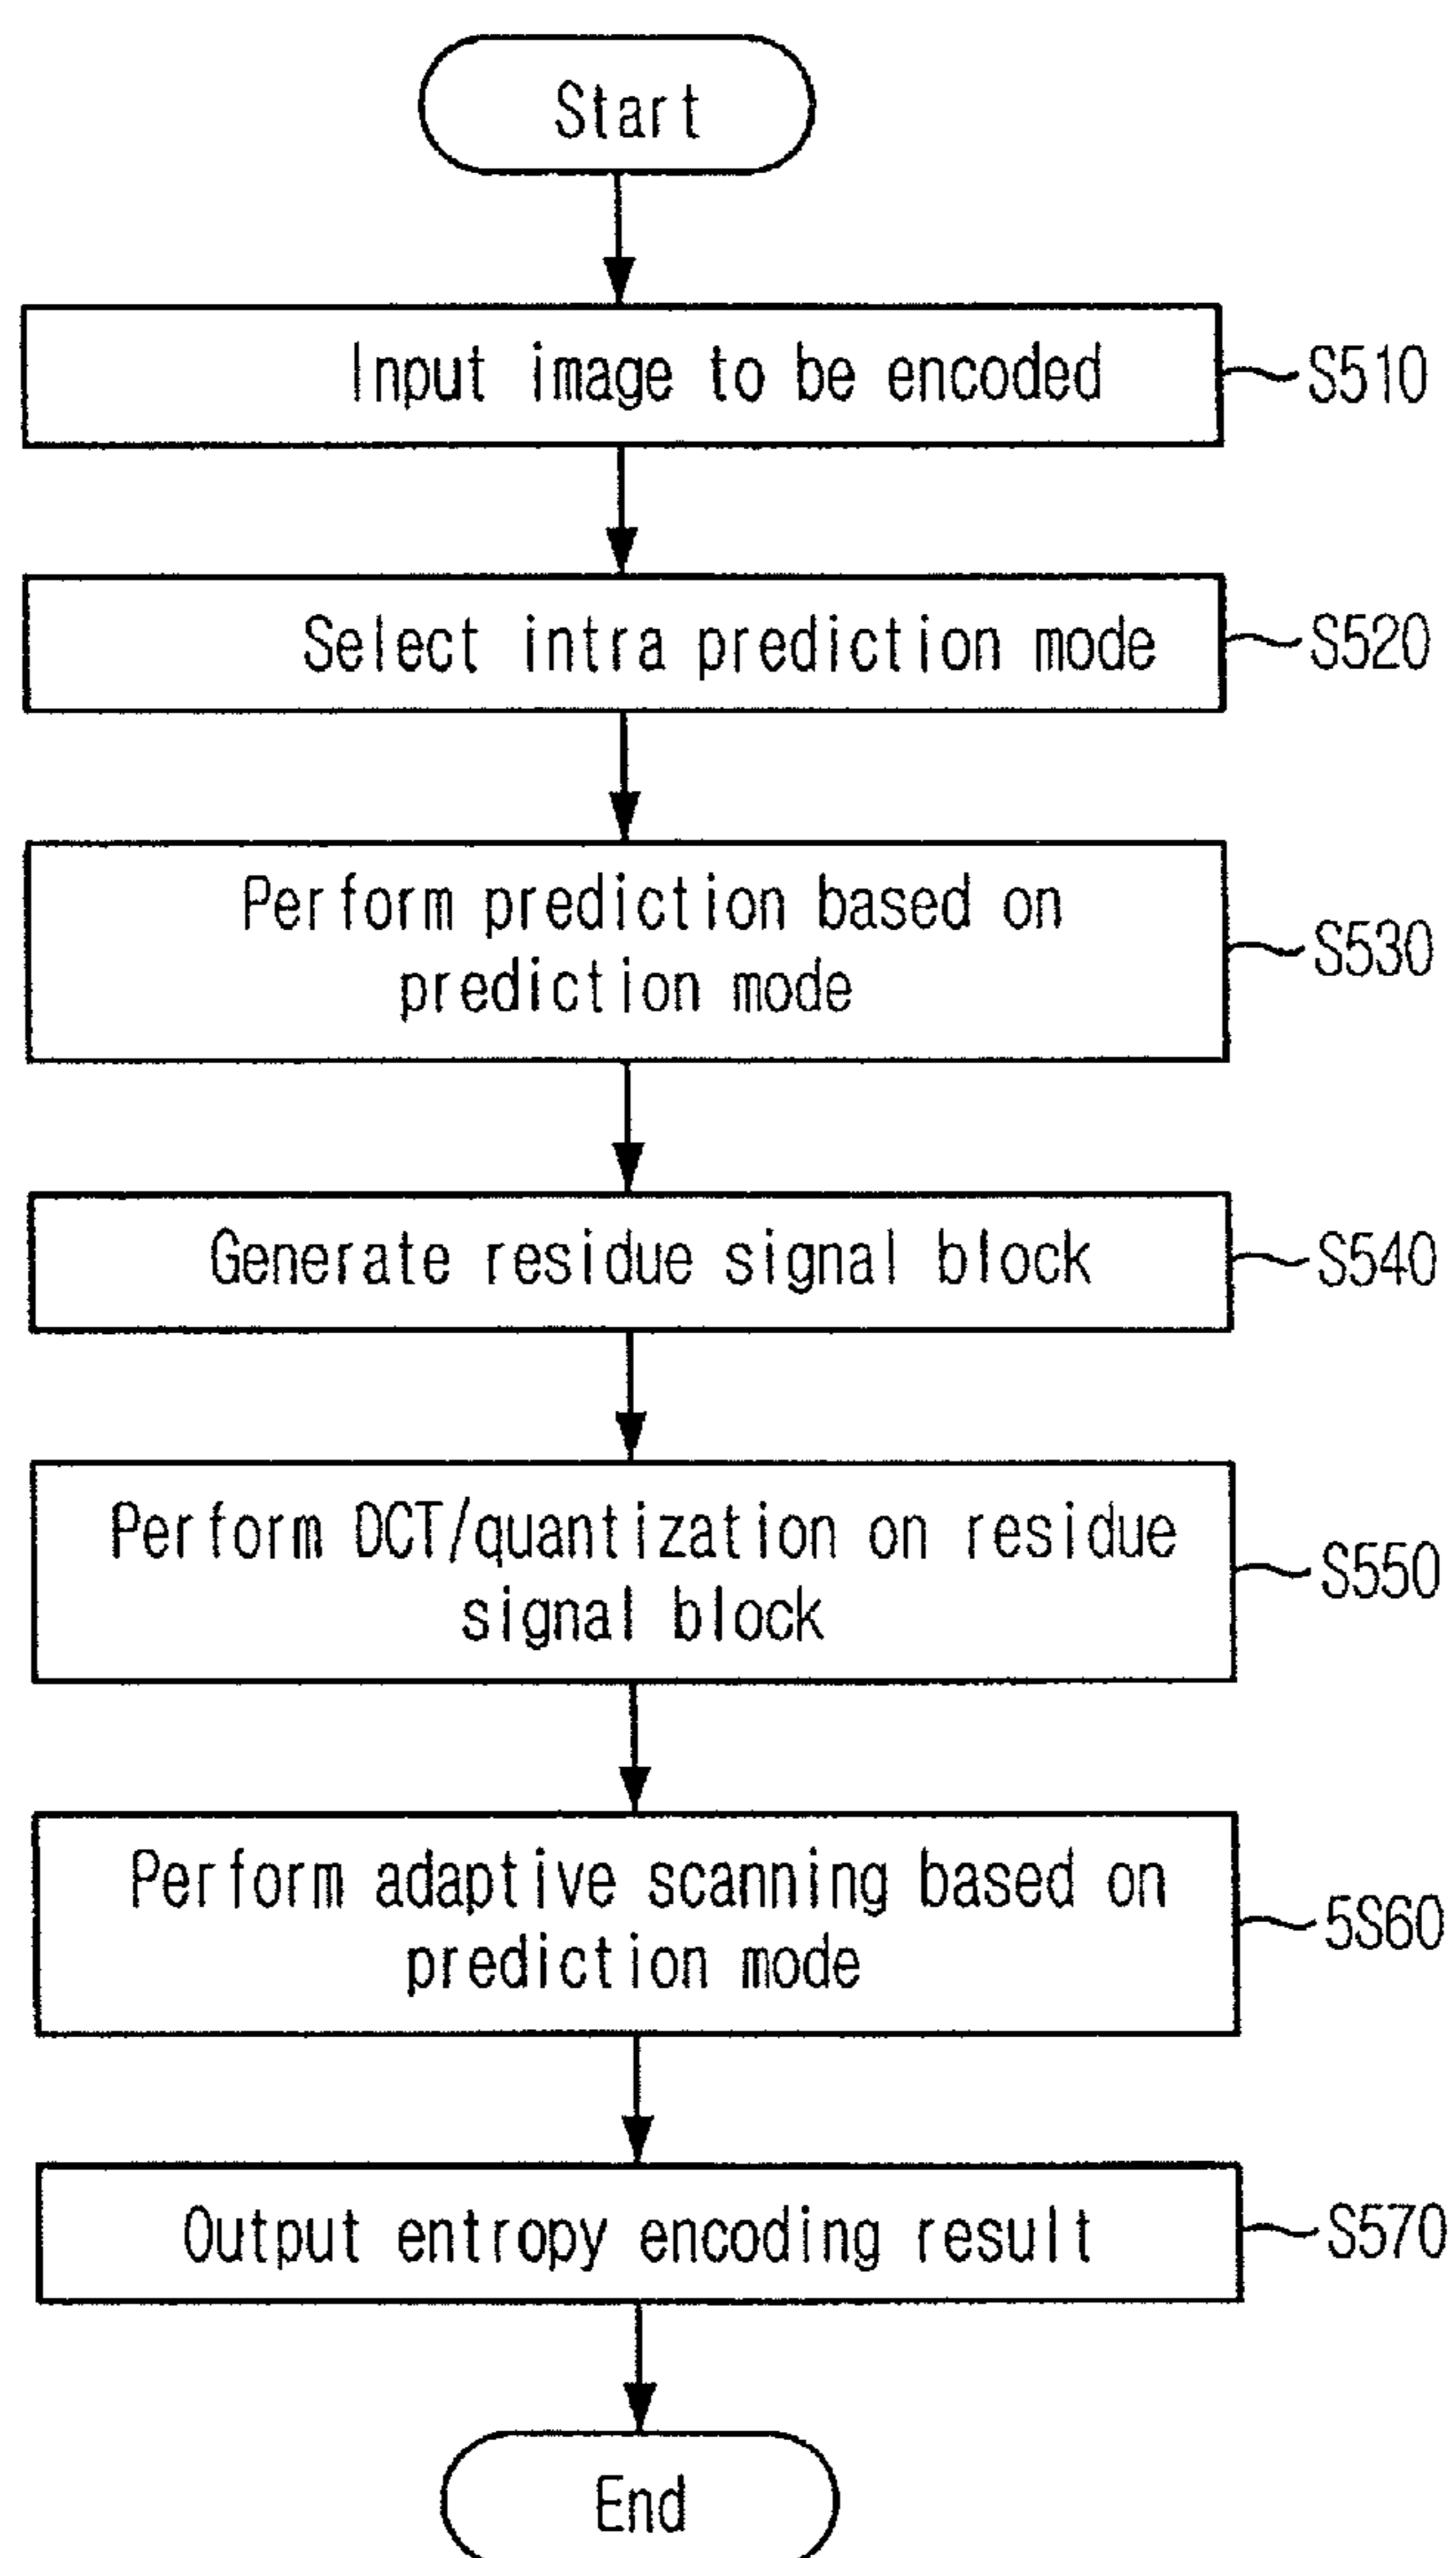 Start
Input image to be encoded
S510
Select intra prediction mode
S520
Perform prediction based on
prediction mode
S530
Generate residue signal block
S540
Perform DCT/quantization on residue
signal block
S550
Perform adaptive scanning based on
prediction mode
5S60
Output entropy encoding result
S570
End